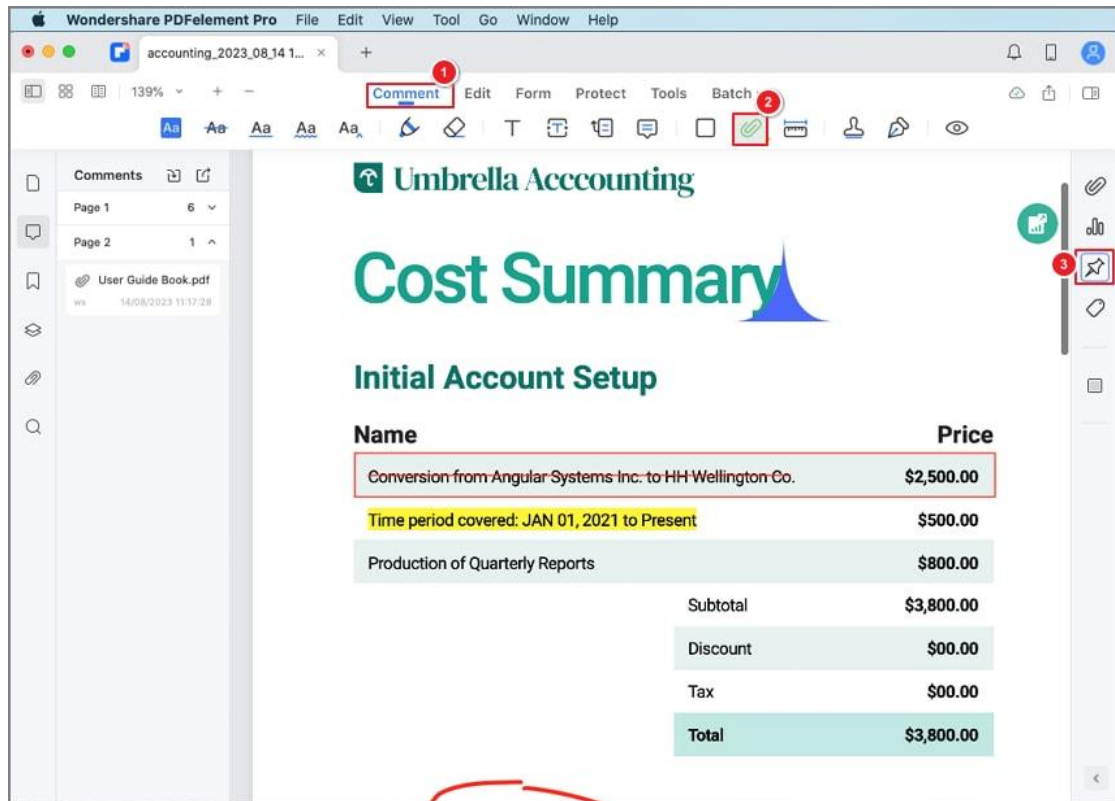 Wondershare PDFelement Pro File Edit View Tool Go Window Help
accounting_2023_08_14 1... × +
139% + − Comment 1 Edit Form Protect Tools Batch
2
Aa Aa Aa Aa Aa T T T
Comments
Page 1 6
Page 2 1
User Guide Book.pdf
ws 14/08/2023 11:17:28
Umbrella Acccounting
Cost Summary
3
Initial Account Setup
Name Price
Conversion from Angular Systems Inc. to HH Wellington Co. $2,500.00
Time period covered: JAN 01, 2021 to Present $500.00
Production of Quarterly Reports $800.00
Subtotal $3,800.00
Discount $00.00
Tax $00.00
Total $3,800.00